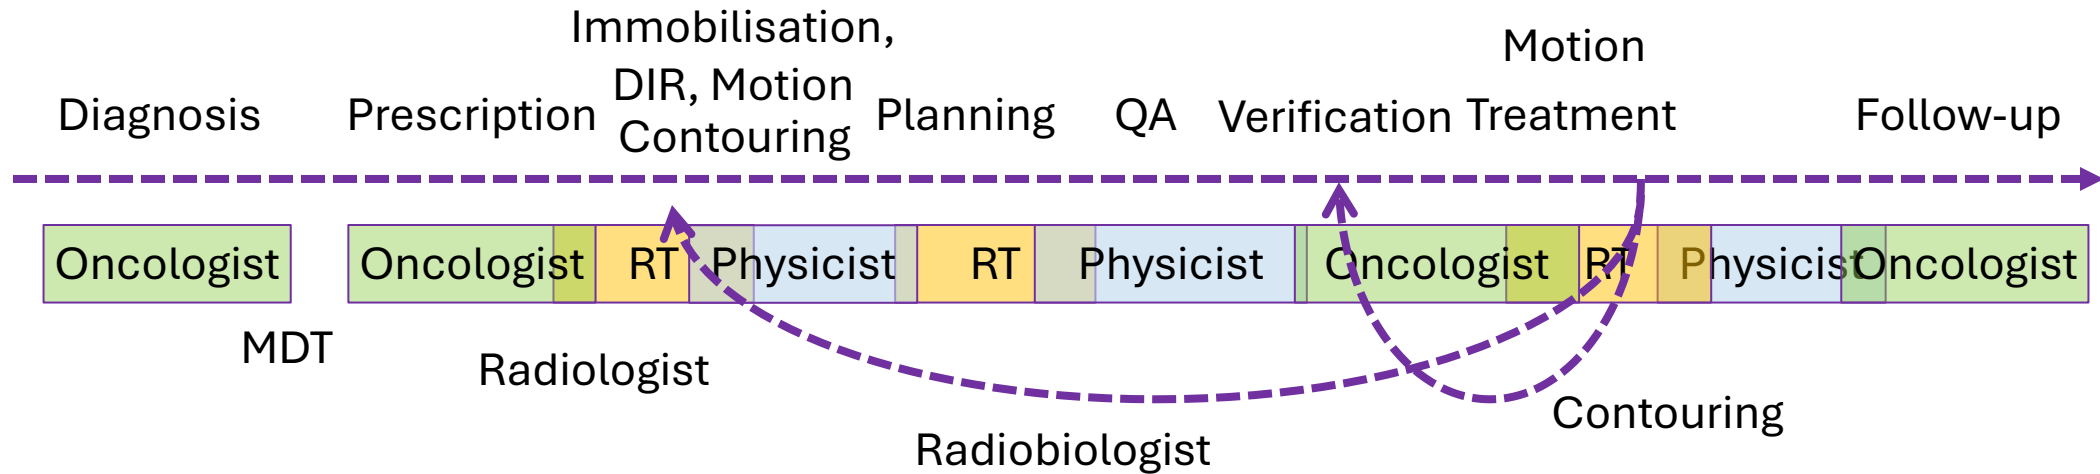 Immobilisation,
DIR, Motion
Contouring
Motion
Diagnosis
Prescription
Planning
QA
Verification
Treatment
Follow-up
Oncologist
Oncologist
RT
Physicist
RT
Physicist
Oncologist
RT
Physicist
Oncologist
MDT
Radiologist
Contouring
Radiobiologist